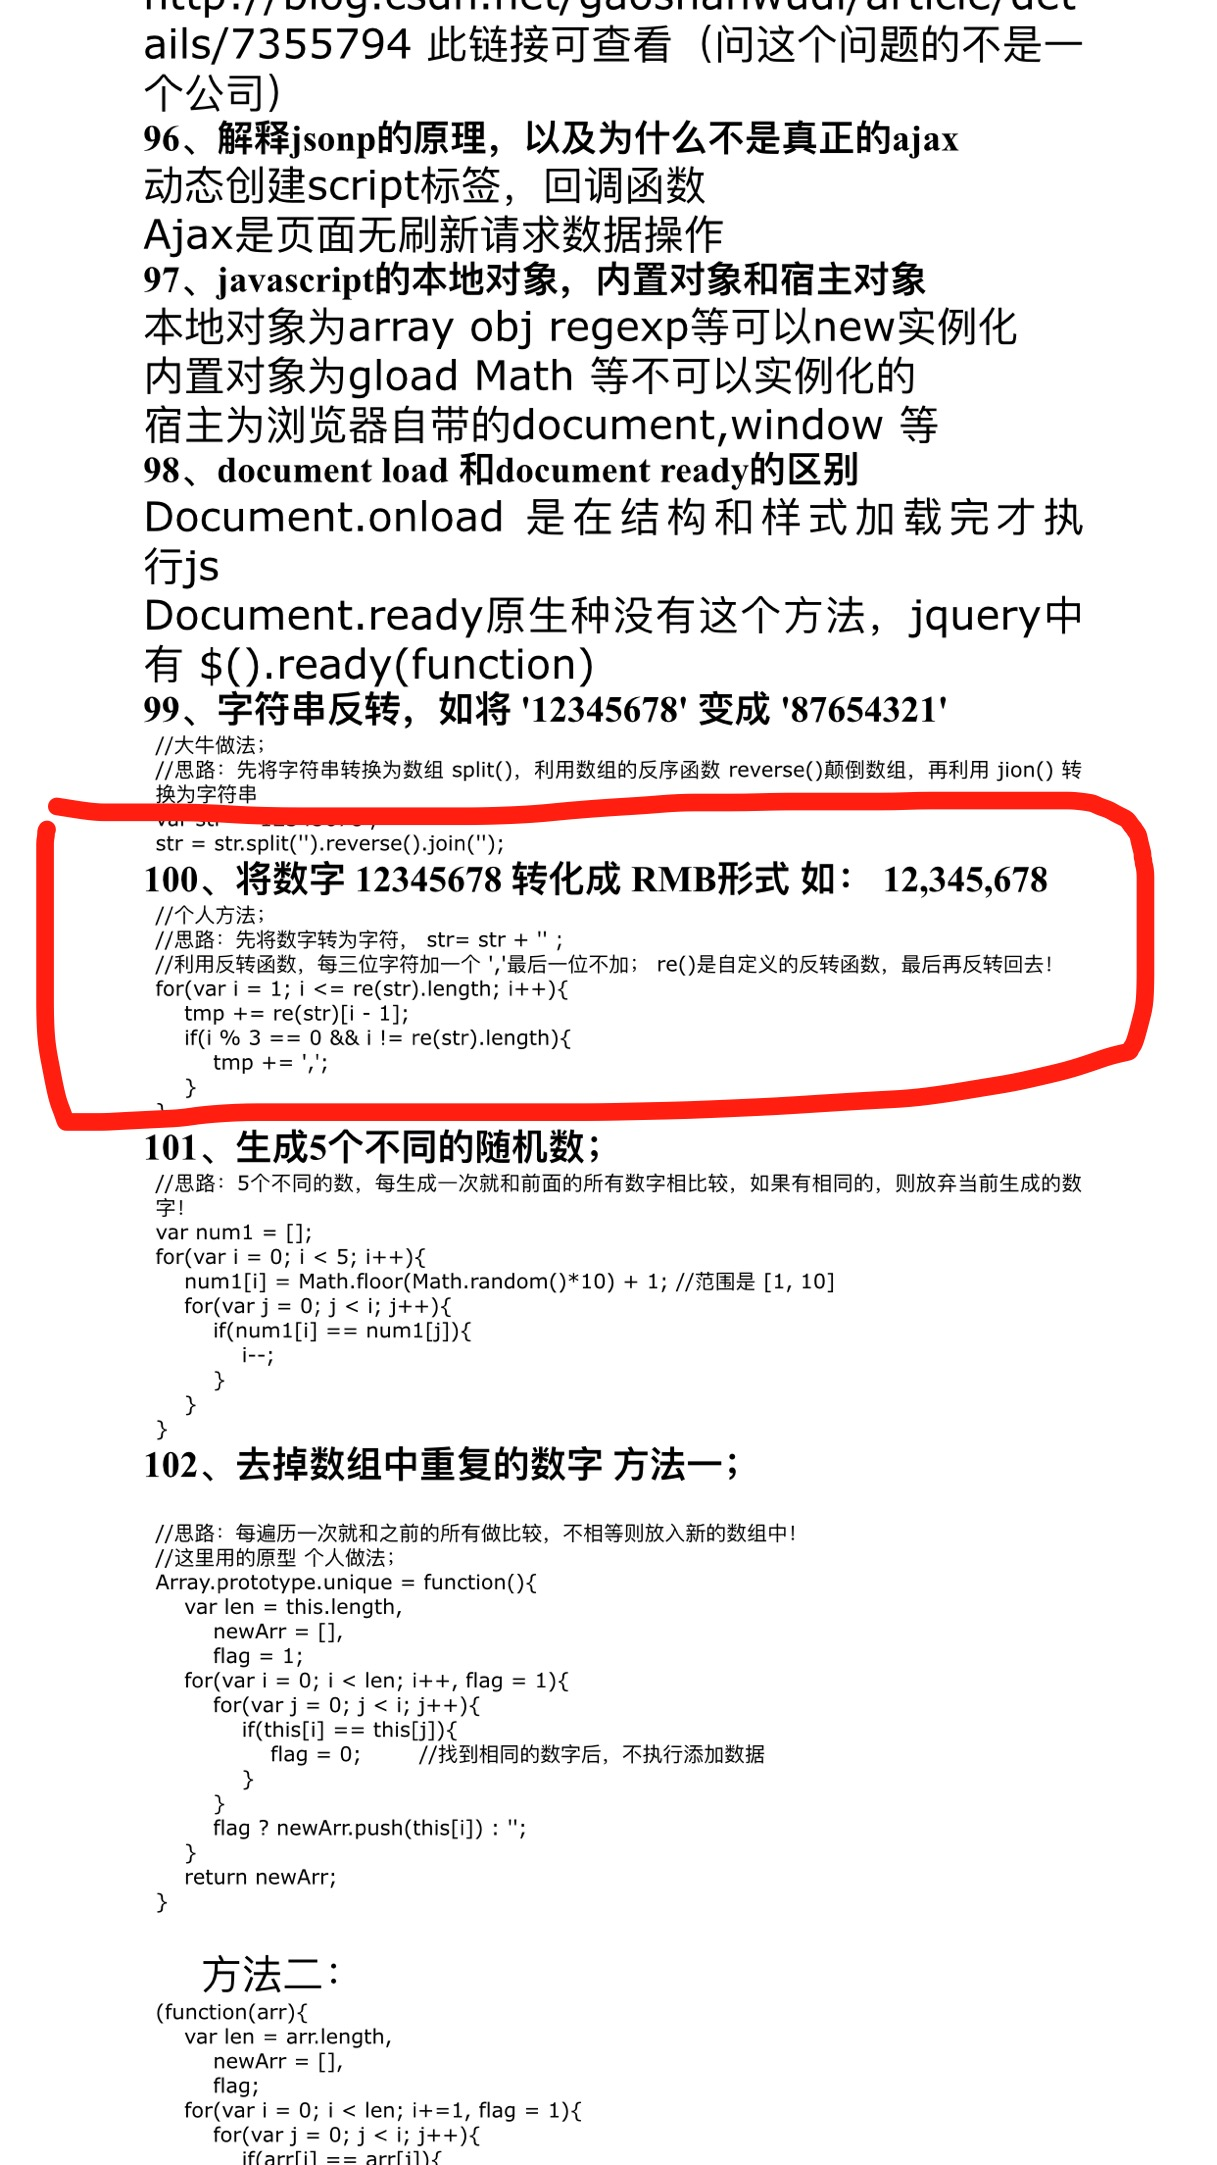 http://blog.csdn.net/gaoshanwudi/article/det
ails/7355794 此链接可查看（问这个问题的不是一
个公司）
96、解释jsonp的原理，以及为什么不是真正的ajax
动态创建script标签，回调函数
Ajax是页面无刷新请求数据操作
97、javascript的本地对象，内置对象和宿主对象
本地对象为array obj regexp等可以new实例化
内置对象为gload Math 等不可以实例化的
宿主为浏览器自带的document,window 等
98、document load 和document ready的区别
Document.onload 是在结构和样式加载完才执
行js
Document.ready原生种没有这个方法，jquery中
有 $().ready(function)
99、字符串反转，如将 '12345678' 变成 '87654321'
//大牛做法；
//思路：先将字符串转换为数组 split()，利用数组的反序函数 reverse()颠倒数组，再利用 jion() 转
换为字符串
var str = '12345678';
str = str.split('').reverse().join('');
100、将数字 12345678 转化成 RMB形式 如： 12,345,678
//个人方法；
//思路：先将数字转为字符， str= str + '' ;
//利用反转函数，每三位字符加一个 ','最后一位不加； re()是自定义的反转函数，最后再反转回去！
for(var i = 1; i <= re(str).length; i++){
tmp += re(str)[i - 1];
if(i % 3 == 0 && i != re(str).length){
tmp += ',';
}
}
101、生成5个不同的随机数；
//思路：5个不同的数，每生成一次就和前面的所有数字相比较，如果有相同的，则放弃当前生成的数
字！
var num1 = [];
for(var i = 0; i < 5; i++){
num1[i] = Math.floor(Math.random()*10) + 1; //范围是 [1, 10]
for(var j = 0; j < i; j++){
if(num1[i] == num1[j]){
i--;
}
}
}
102、去掉数组中重复的数字 方法一；
//思路：每遍历一次就和之前的所有做比较，不相等则放入新的数组中！
//这里用的原型 个人做法；
Array.prototype.unique = function(){
var len = this.length,
newArr = [],
flag = 1;
for(var i = 0; i < len; i++, flag = 1){
for(var j = 0; j < i; j++){
if(this[i] == this[j]){
flag = 0; //找到相同的数字后，不执行添加数据
}
}
flag ? newArr.push(this[i]) : '';
}
return newArr;
}
方法二：
(function(arr){
var len = arr.length,
newArr = [],
flag;
for(var i = 0; i < len; i+=1, flag = 1){
for(var j = 0; j < i; j++){
if(arr[i] == arr[j]){